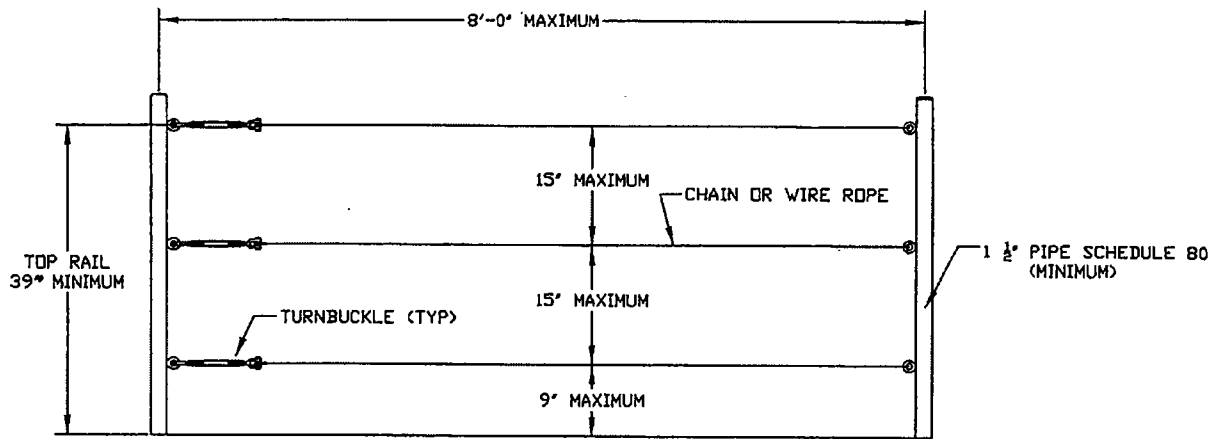 8'-0" MAXIMUM
15" MAXIMUM
CHAIN OR WIRE ROPE
TOP RAIL
39" MINIMUM
1 ½" PIPE SCHEDULE 80
(MINIMUM)
15" MAXIMUM
TURNBUCKLE (TYP)
9" MAXIMUM